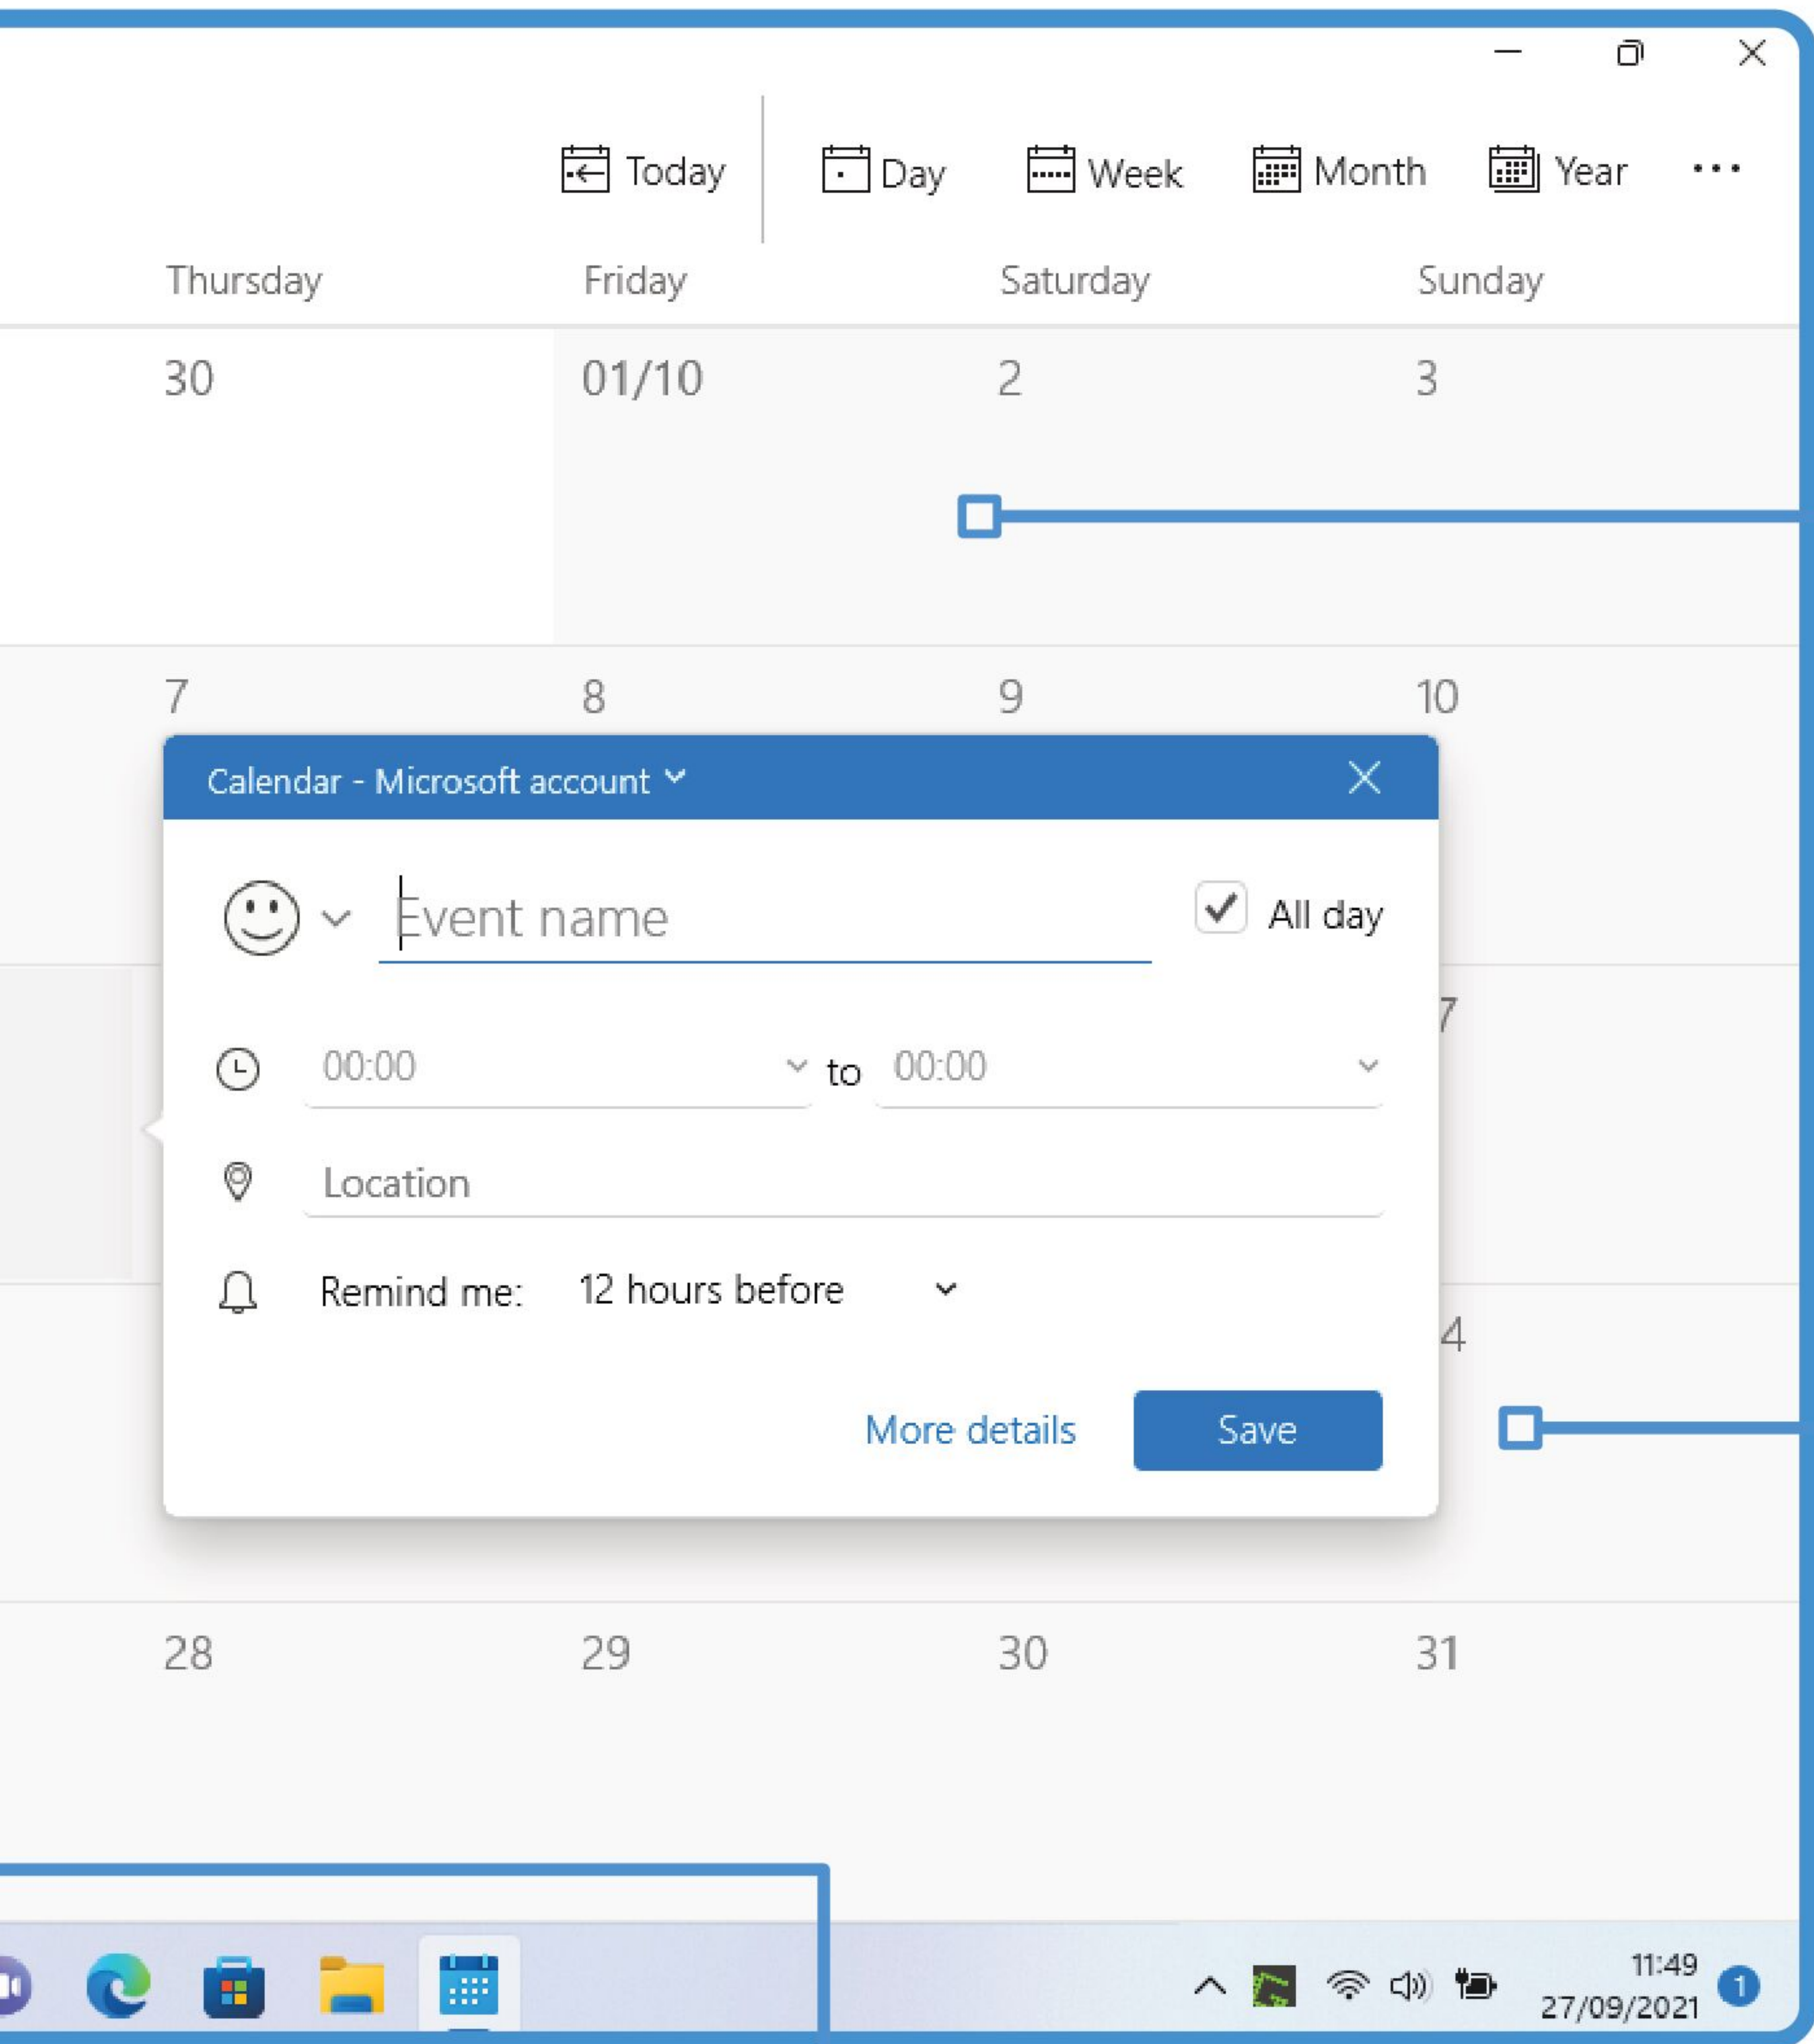 Today Day Week Month Year
Thursday Friday Saturday Sunday
30 01/10 2 3
7 8 9 10
Calendar - Microsoft account
Event name All day
7
00:00 to 00:00
Location
Remind me: 12 hours before
4
More details Save
28 29 30 31
11:49
27/09/2021 1